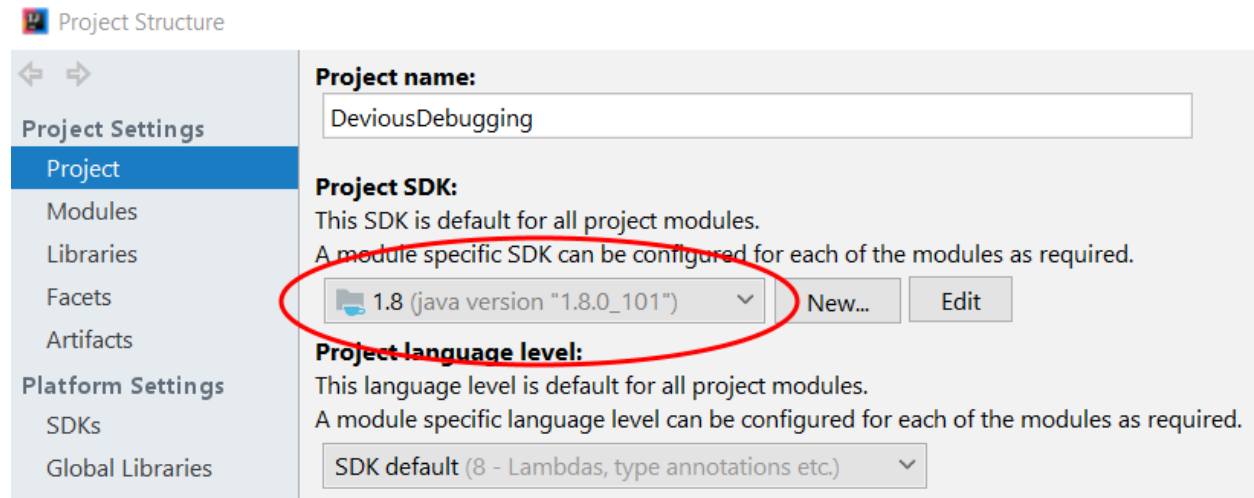 Project Structure
Project Settings
Project
Modules
Libraries
Facets
Artifacts
Platform Settings
SDKs
Global Libraries
Project name:
DeviousDebugging
Project SDK:
This SDK is default for all project modules.
A module specific SDK can be configured for each of the modules as required.
1.8 (java version "1.8.0_101") New... Edit
Project language level:
This language level is default for all project modules.
A module specific language level can be configured for each of the modules as required.
SDK default (8 - Lambdas, type annotations etc.)